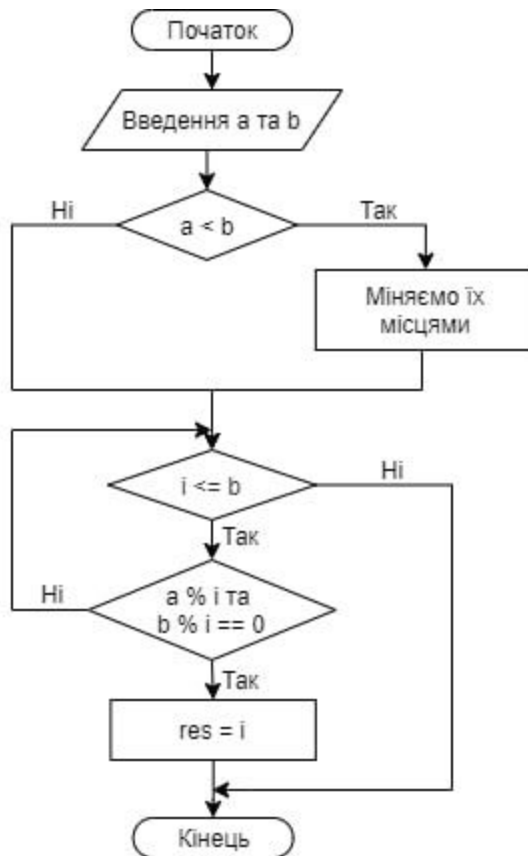 Початок
Введення a та b
Ні
Так
a < b
Міняємо їх
місцями
i <= b
Ні
Так
Ні
a % i та
b % i == 0
Так
res = i
Кінець